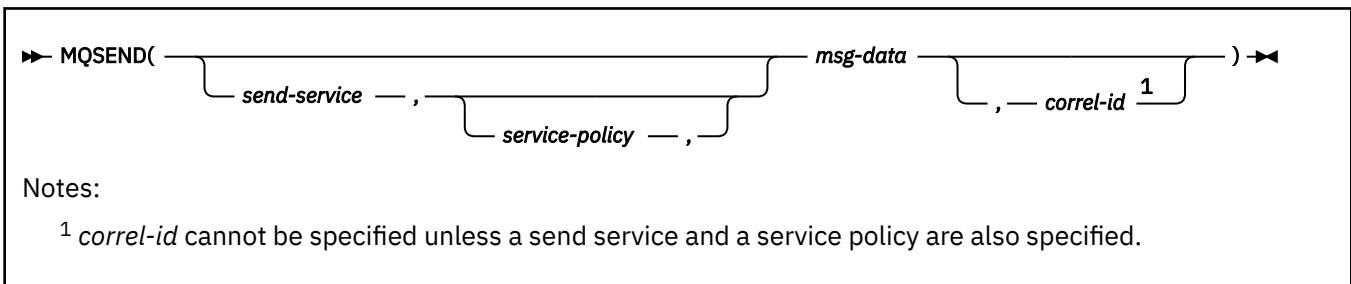 MQSEND( msg-data )
send-service , correl-id 1
service-policy ,
Notes:
1 correl-id cannot be specified unless a send service and a service policy are also specified.